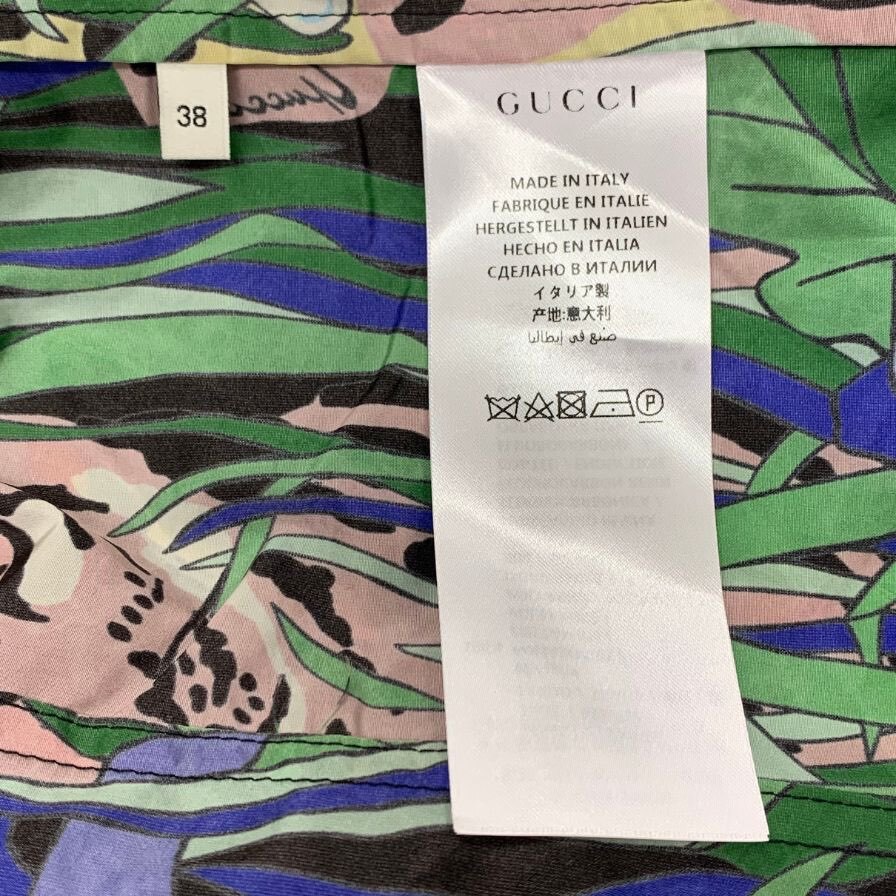 Gucci
38
GUCCI
MADE IN ITALY
FABRIQUE EN ITALIE
HERGESTELLT IN ITALIEN
HECHO EN ITALIA
СДЕЛАНО В ИТАЛИИ
イタリア製
产地:意大利
صنع في إيطاليا
P